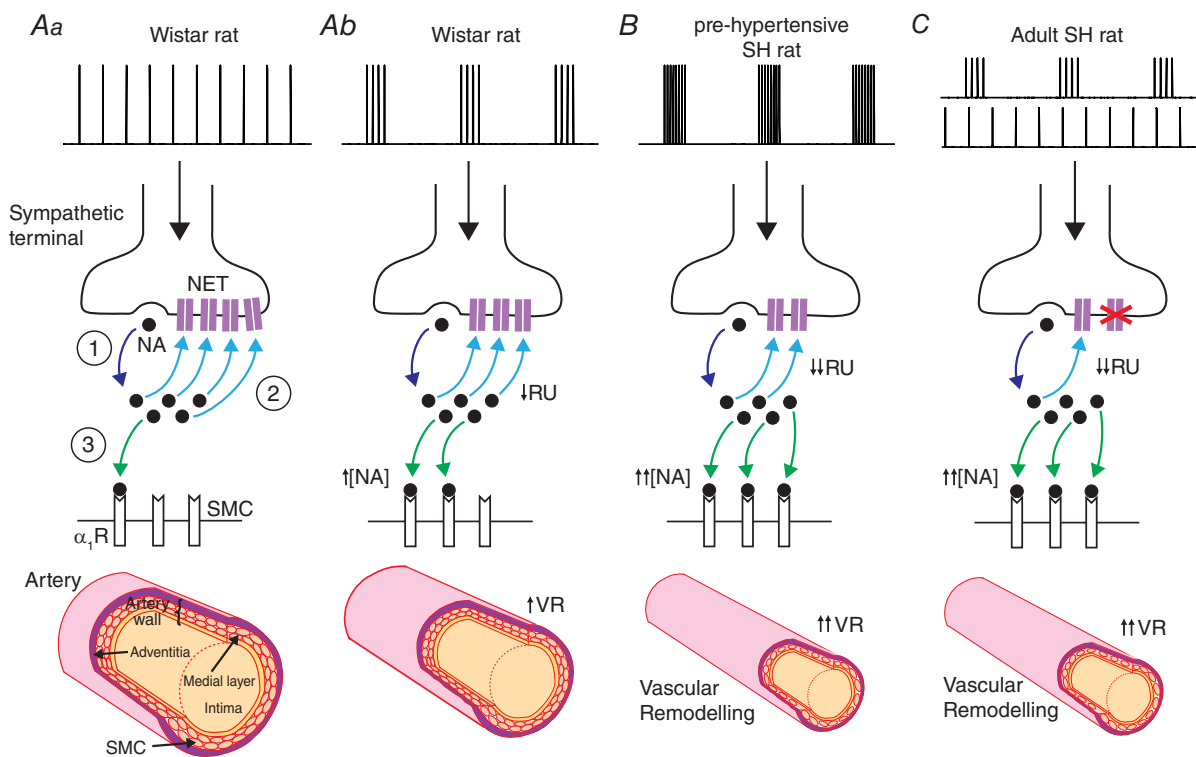 Aa
Wistar rat
Ab
Wistar rat
B
pre-hypertensive
SH rat
C
Adult SH rat
Sympathetic
terminal
NET
NA
1
2
3
SMC
α₁R
↓RU
↑[NA]
↓↓RU
↑↑[NA]
↓↓RU
↑↑[NA]
Artery
Artery
wall
Adventitia
Medial layer
Intima
SMC
↑VR
↑↑VR
Vascular
Remodelling
↑↑VR
Vascular
Remodelling